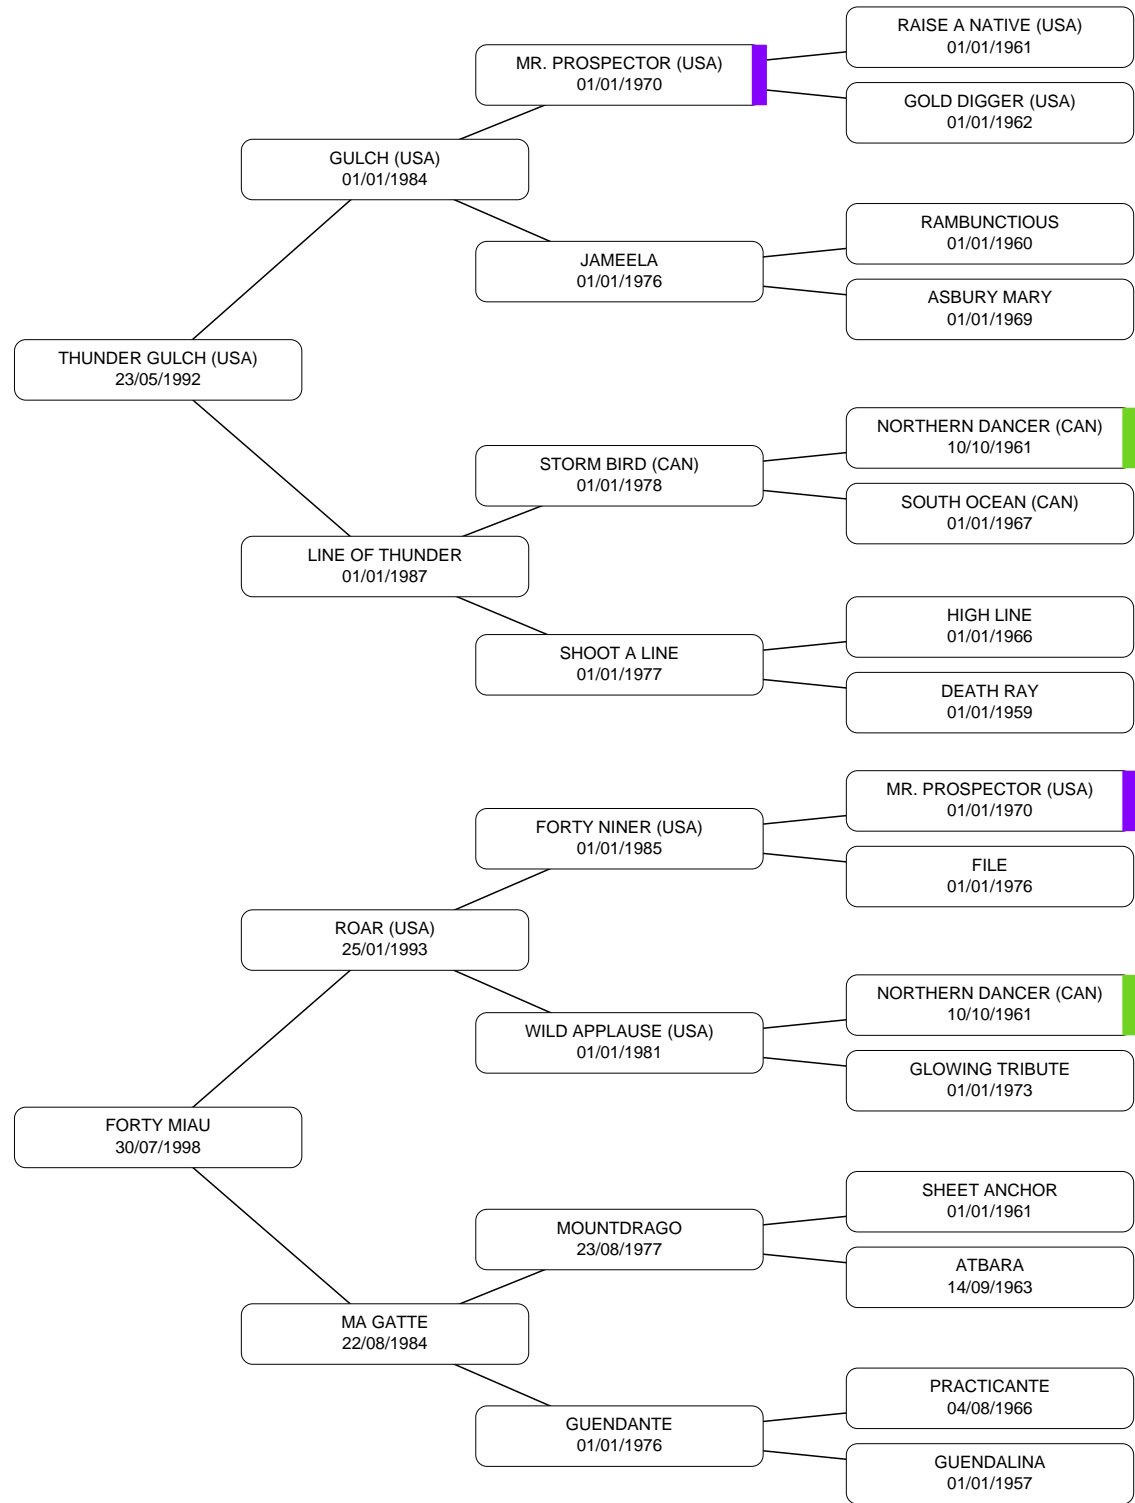 RAISE A NATIVE (USA)
01/01/1961
MR. PROSPECTOR (USA)
01/01/1970
GOLD DIGGER (USA)
01/01/1962
GULCH (USA)
01/01/1984
RAMBUNCTIOUS
01/01/1960
JAMEELA
01/01/1976
ASBURY MARY
01/01/1969
THUNDER GULCH (USA)
23/05/1992
NORTHERN DANCER (CAN)
10/10/1961
STORM BIRD (CAN)
01/01/1978
SOUTH OCEAN (CAN)
01/01/1967
LINE OF THUNDER
01/01/1987
HIGH LINE
01/01/1966
SHOOT A LINE
01/01/1977
DEATH RAY
01/01/1959
MR. PROSPECTOR (USA)
01/01/1970
FORTY NINER (USA)
01/01/1985
FILE
01/01/1976
ROAR (USA)
25/01/1993
NORTHERN DANCER (CAN)
10/10/1961
WILD APPLAUSE (USA)
01/01/1981
GLOWING TRIBUTE
01/01/1973
FORTY MIAU
30/07/1998
SHEET ANCHOR
01/01/1961
MOUNTDRAGO
23/08/1977
ATBARA
14/09/1963
MA GATTE
22/08/1984
PRACTICANTE
04/08/1966
GUENDANTE
01/01/1976
GUENDALINA
01/01/1957